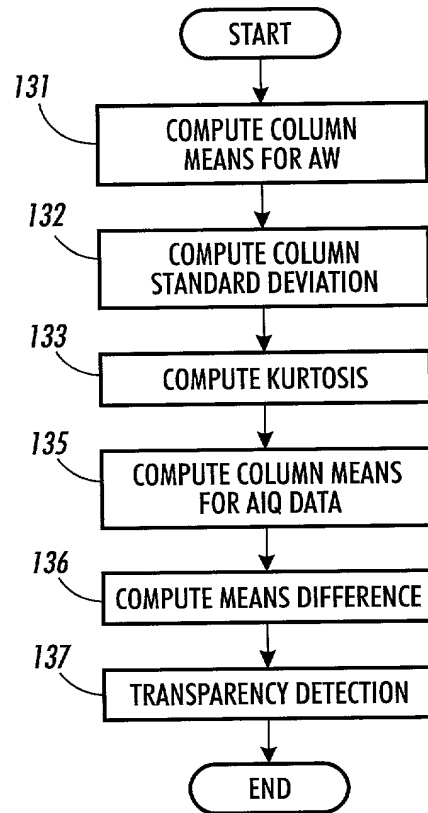 START
131
COMPUTE COLUMN
MEANS FOR AW
132
COMPUTE COLUMN
STANDARD DEVIATION
133
COMPUTE KURTOSIS
135
COMPUTE COLUMN MEANS
FOR AIQ DATA
136
COMPUTE MEANS DIFFERENCE
137
TRANSPARENCY DETECTION
END